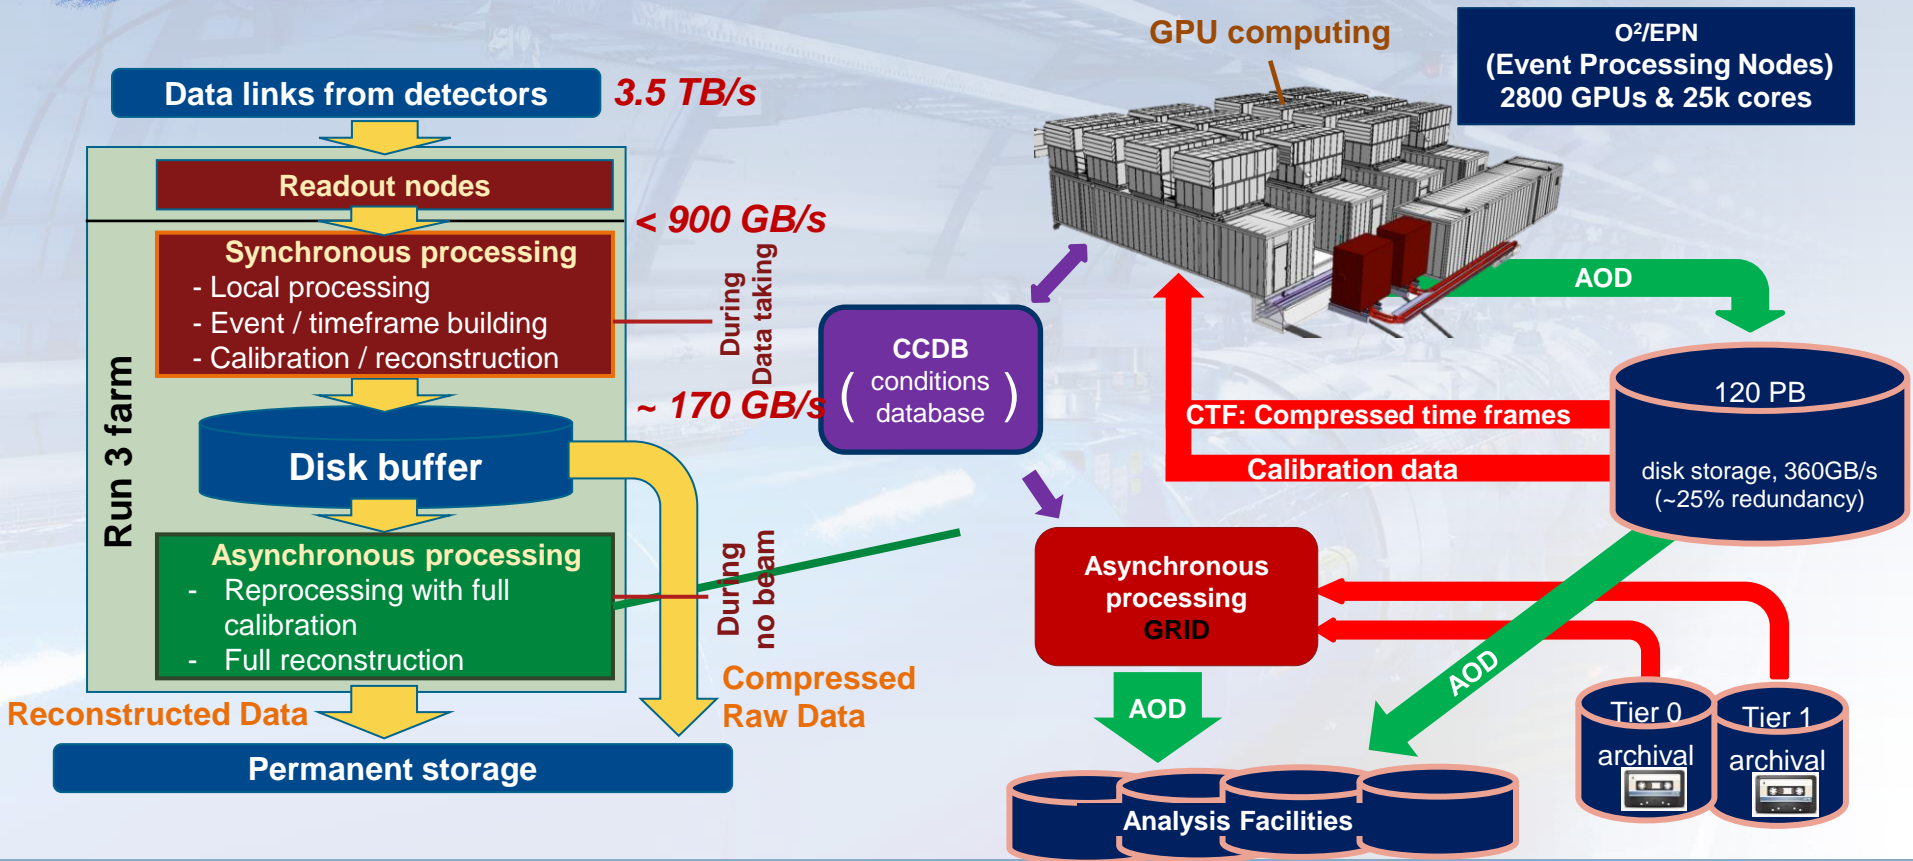 Data links from detectors
3.5 TB/s
Readout nodes
< 900 GB/s
Synchronous processing
- Local processing
- Event / timeframe building
- Calibration / reconstruction
During
Data taking
~ 170 GB/s
Run 3 farm
Disk buffer
Asynchronous processing
- Reprocessing with full
calibration
- Full reconstruction
During
no beam
Reconstructed Data
Compressed
Raw Data
Permanent storage
GPU computing
O²/EPN
(Event Processing Nodes)
2800 GPUs & 25k cores
AOD
CCDB
( conditions
database )
120 PB
disk storage, 360GB/s
(~25% redundancy)
CTF: Compressed time frames
Calibration data
Asynchronous
processing
GRID
AOD
AOD
Tier 0
archival
Tier 1
archival
Analysis Facilities